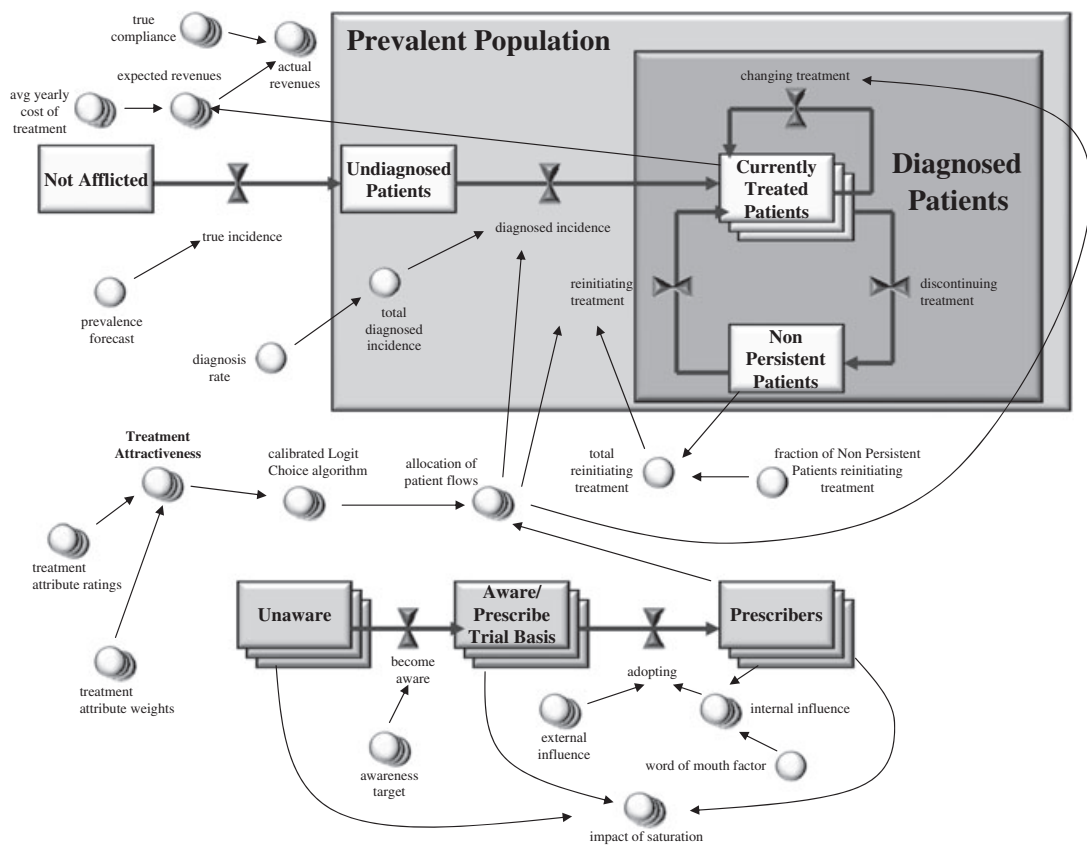 true
compliance
expected revenues
actual
revenues
avg yearly
cost of
treatment
Prevalent Population
changing treatment
Not Afflicted
Undiagnosed
Patients
Currently
Treated
Patients
Diagnosed
Patients
true incidence
diagnosed incidence
reinitiating
treatment
discontinuing
treatment
prevalence
forecast
total
diagnosed
incidence
diagnosis
rate
Non
Persistent
Patients
Treatment
Attractiveness
calibrated Logit
Choice algorithm
allocation of
patient flows
total
reinitiating
treatment
fraction of Non Persistent
Patients reinitiating
treatment
treatment
attribute ratings
Unaware
Aware/
Prescribe
Trial Basis
Prescribers
become
aware
adopting
treatment
attribute weights
external
influence
internal influence
awareness
target
word of mouth factor
impact of saturation